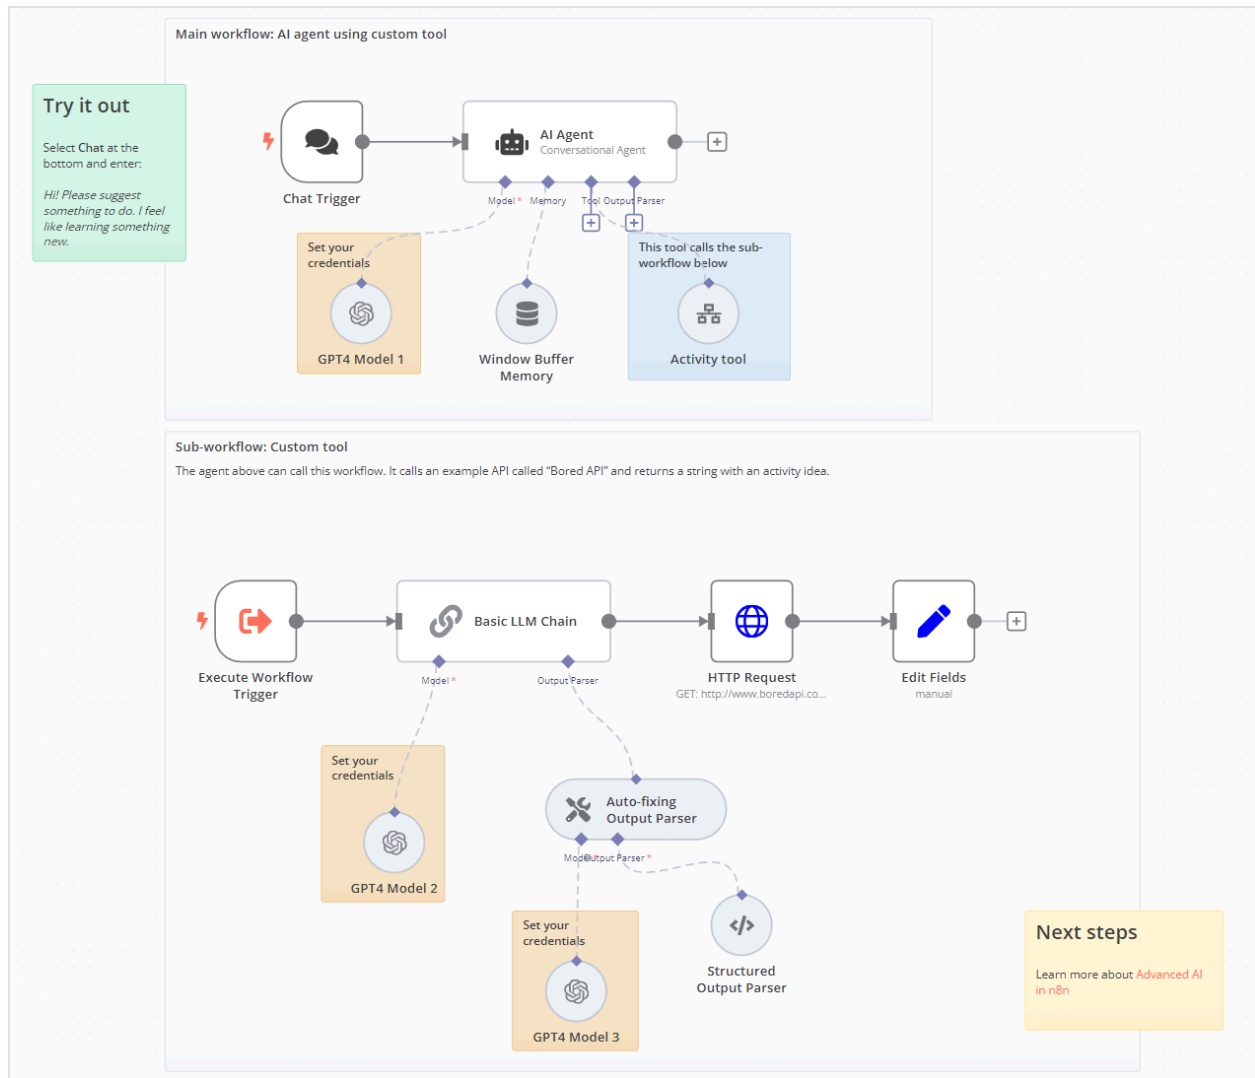 Main workflow: AI agent using custom tool
Try it out
Select Chat at the
bottom and enter:
Hi! Please suggest
something to do. I feel
like learning something
new.
Chat Trigger
AI Agent
Conversational Agent
Model *
Memory
Tool
Output Parser
Set your
credentials
GPT4 Model 1
Window Buffer
Memory
This tool calls the sub-
workflow below
Activity tool
Sub-workflow: Custom tool
The agent above can call this workflow. It calls an example API called “Bored API” and returns a string with an activity idea.
Execute Workflow
Trigger
Basic LLM Chain
Model *
Output Parser
HTTP Request
GET: http://www.boredapi.co...
Edit Fields
manual
Set your
credentials
GPT4 Model 2
Auto-fixing
Output Parser
Model
Output Parser *
Set your
credentials
GPT4 Model 3
Structured
Output Parser
Next steps
Learn more about Advanced AI
in n8n